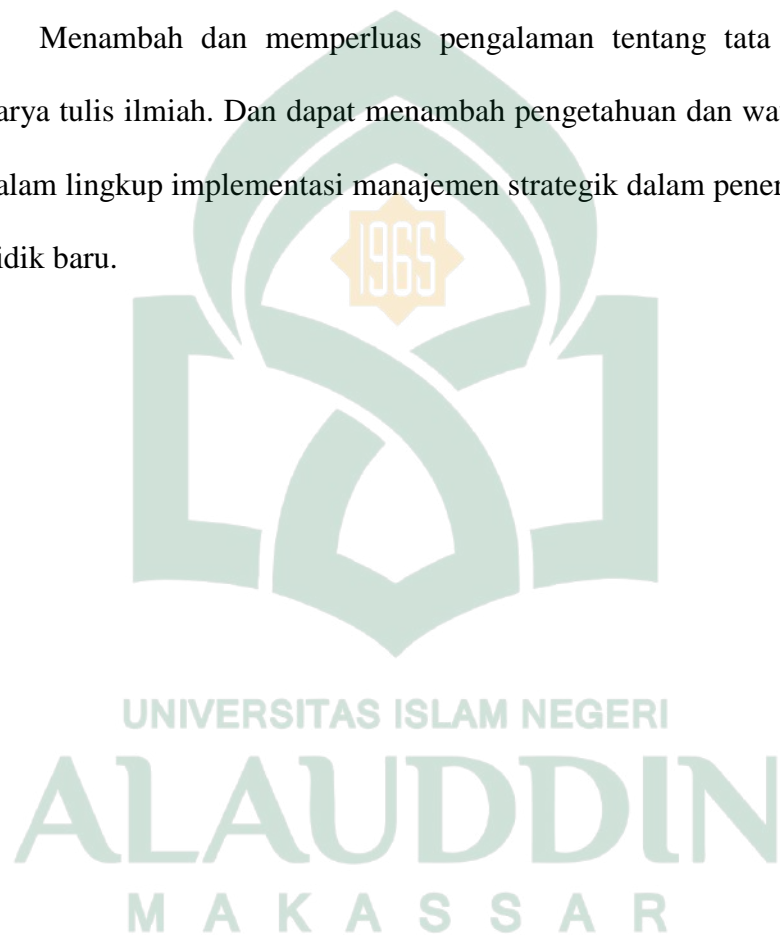 Menambah dan memperluas pengalaman tentang tata
arya tulis ilmiah. Dan dapat menambah pengetahuan dan wa
alam lingkup implementasi manajemen strategik dalam pener
idik baru.
1965
UNIVERSITAS ISLAM NEGERI
ALAUDDIN
MAKASSAR